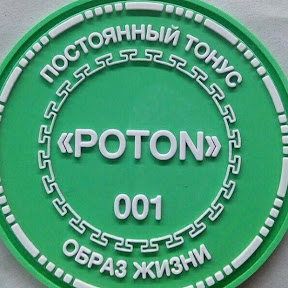 ПОСТОЯННЫЙ ТОНУС
«POTON»
001
ОБРАЗ ЖИЗНИ